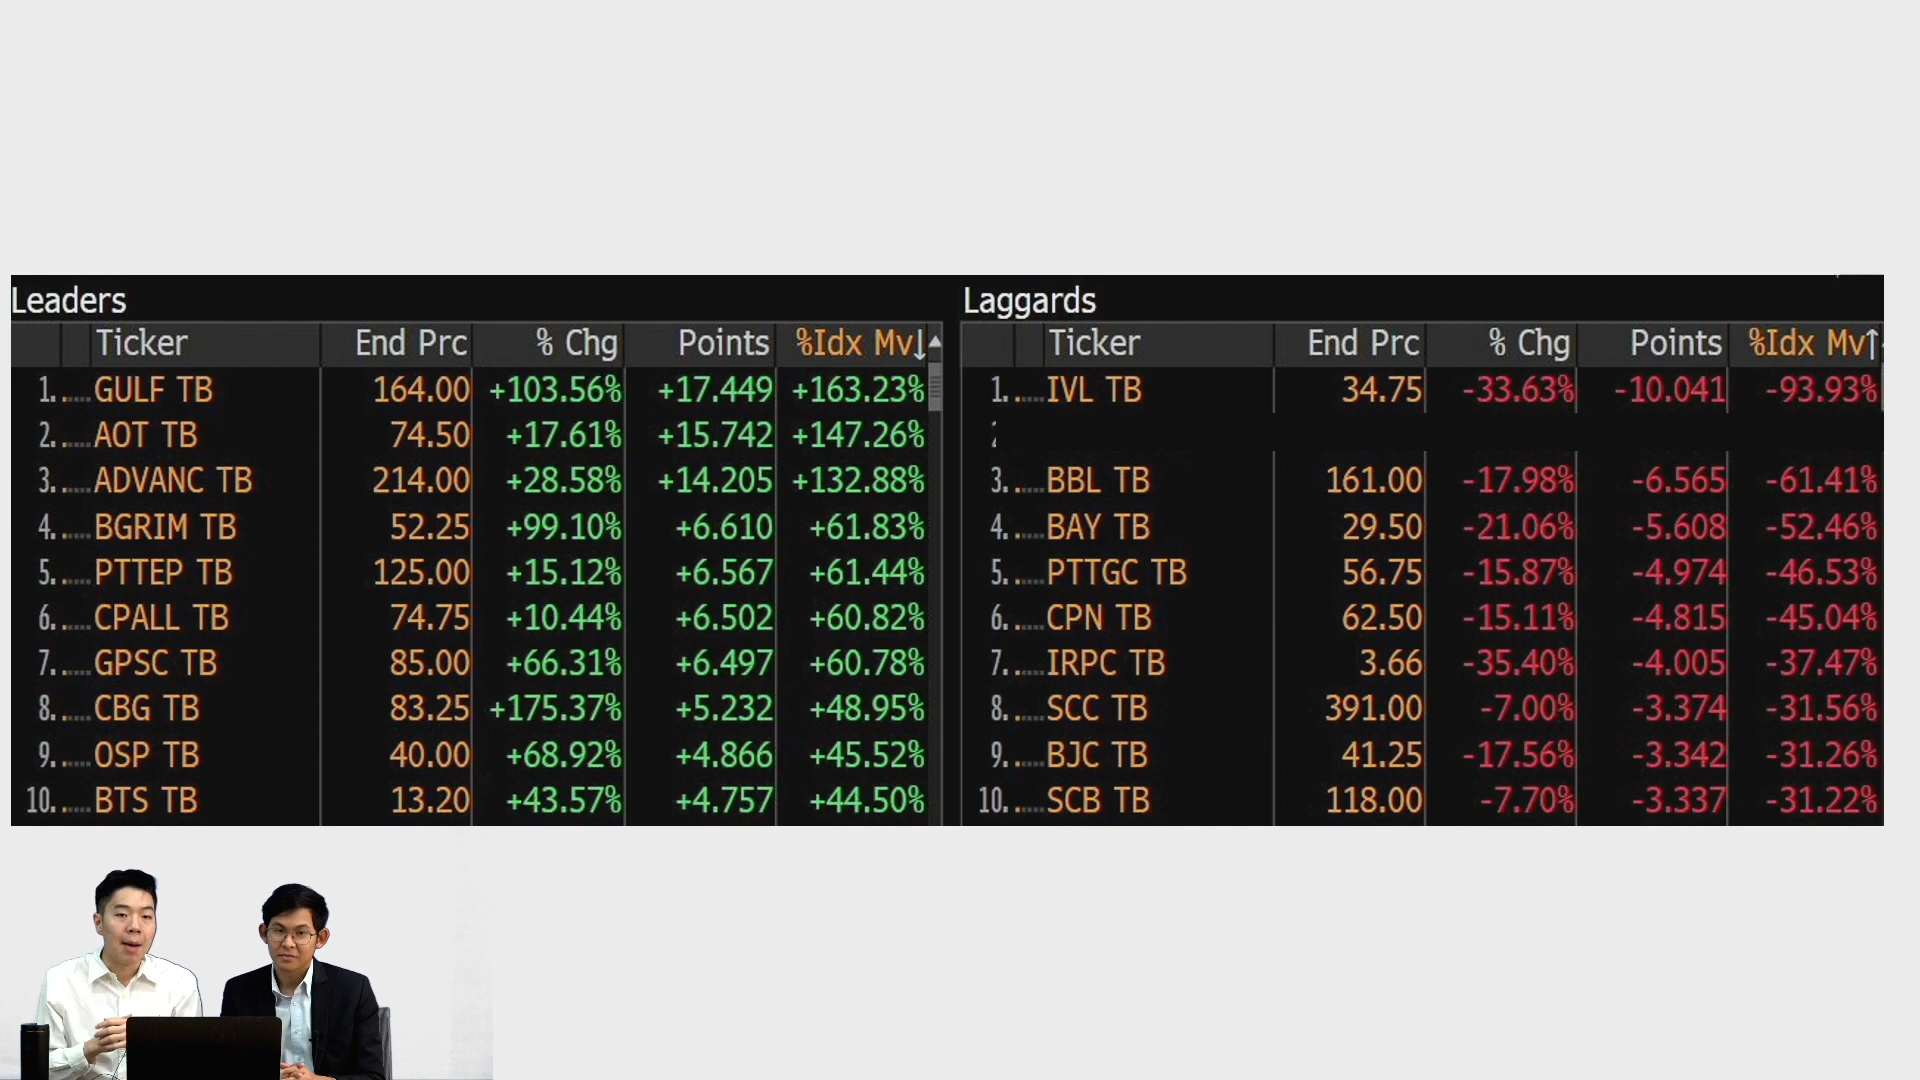 Leaders
Ticker End Prc % Chg Points %Idx Mv↓
1. GULF TB 164.00 +103.56% +17.449 +163.23%
2. AOT TB 74.50 +17.61% +15.742 +147.26%
3. ADVANC TB 214.00 +28.58% +14.205 +132.88%
4. BGRIM TB 52.25 +99.10% +6.610 +61.83%
5. PTTEP TB 125.00 +15.12% +6.567 +61.44%
6. CPALL TB 74.75 +10.44% +6.502 +60.82%
7. GPSC TB 85.00 +66.31% +6.497 +60.78%
8. CBG TB 83.25 +175.37% +5.232 +48.95%
9. OSP TB 40.00 +68.92% +4.866 +45.52%
10. BTS TB 13.20 +43.57% +4.757 +44.50%
Laggards
Ticker End Prc % Chg Points %Idx Mv↑
1. IVL TB 34.75 -33.63% -10.041 -93.93%
3. BBL TB 161.00 -17.98% -6.565 -61.41%
4. BAY TB 29.50 -21.06% -5.608 -52.46%
5. PTTGC TB 56.75 -15.87% -4.974 -46.53%
6. CPN TB 62.50 -15.11% -4.815 -45.04%
7. IRPC TB 3.66 -35.40% -4.005 -37.47%
8. SCC TB 391.00 -7.00% -3.374 -31.56%
9. BJC TB 41.25 -17.56% -3.342 -31.26%
10. SCB TB 118.00 -7.70% -3.337 -31.22%